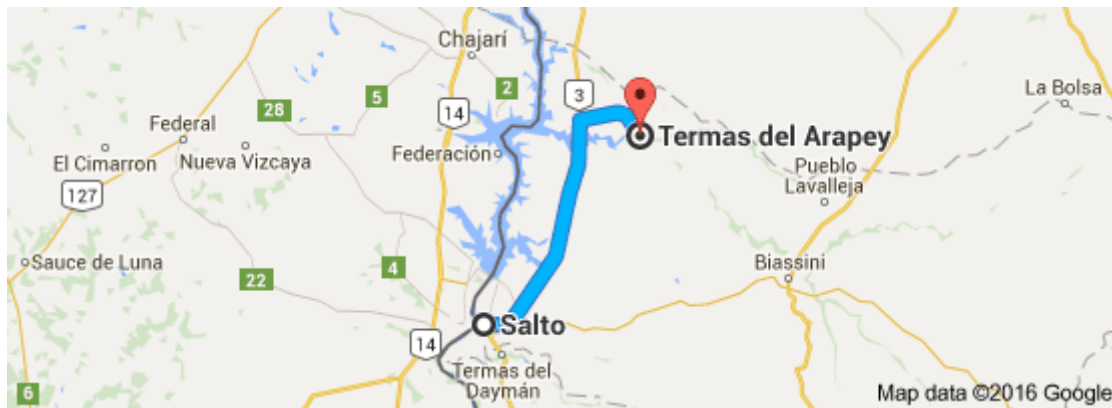 Chajarí
2
5
28
14
3
La Bolsa
Federal
Termas del Arapey
El Cimarron
Nueva Vizcaya
Federación
Pueblo
Lavalleja
127
Sauce de Luna
4
22
Biassini
Salto
14
Termas del
Daymán
6
Map data ©2016 Google